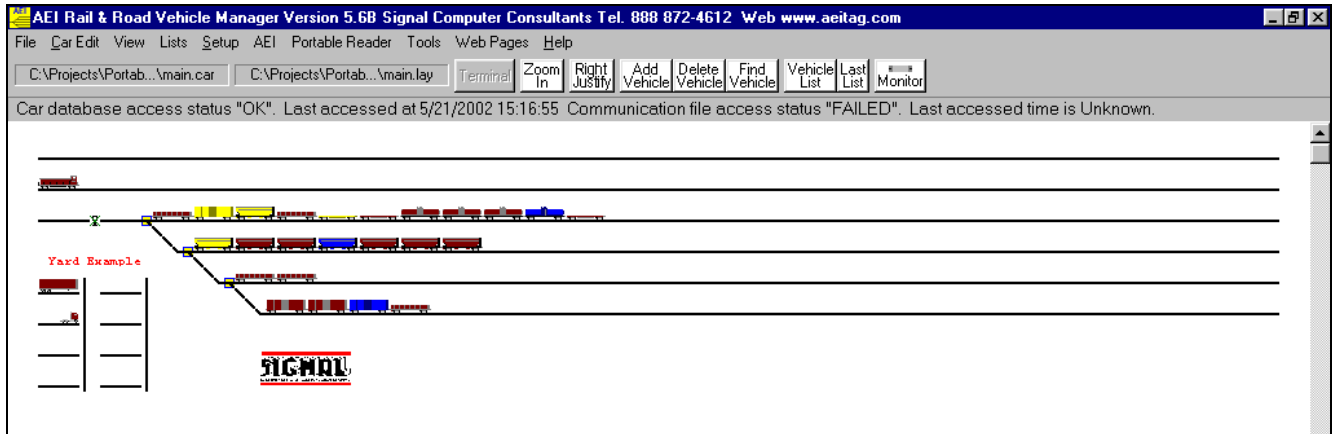 AEI Rail & Road Vehicle Manager Version 5.6B Signal Computer Consultants Tel. 888 872-4612 Web www.aeitag.com
File Car Edit View Lists Setup AEI Portable Reader Tools Web Pages Help
C:\Projects\Portab...\main.car C:\Projects\Portab...\main.lay Terminal Zoom In Right Justify Add Vehicle Delete Vehicle Find Vehicle Vehicle List Last List Monitor
Car database access status "OK". Last accessed at 5/21/2002 15:16:55 Communication file access status "FAILED". Last accessed time is Unknown.
Yard Example
SIGNAL